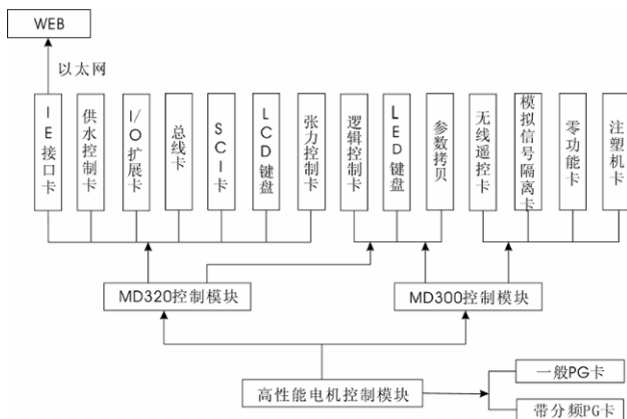 WEB
以太网
IE接口卡
供水控制卡
I/O扩展卡
总线卡
SCI卡
LCD键盘
张力控制卡
逻辑控制卡
LED键盘
参数拷贝
无线遥控卡
模拟信号隔离卡
零功能卡
注塑机卡
MD320控制模块
MD300控制模块
高性能电机控制模块
一般PG卡
带分频PG卡